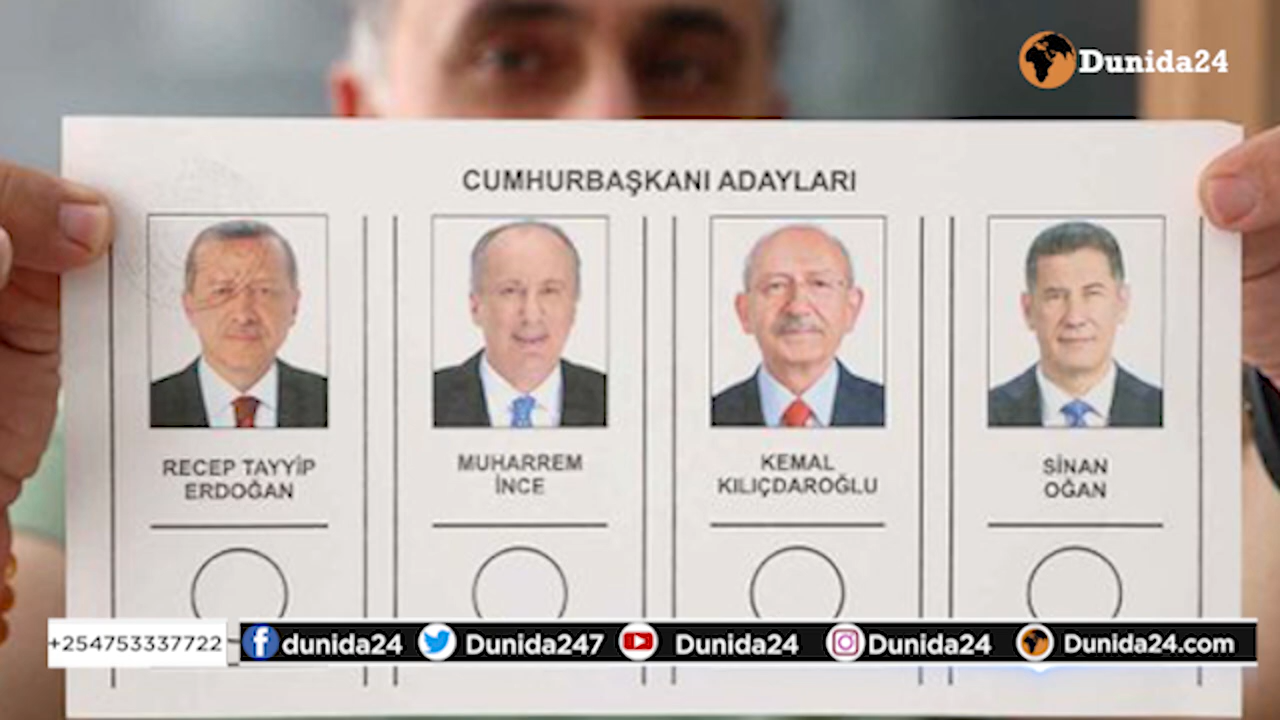 Dunida24
CUMHURBAŞKANI ADAYLARI
RECEP TAYYİP
ERDOĞAN
MUHARREM
İNCE
KEMAL
KILIÇDAROĞLU
SİNAN
OĞAN
+254753337722 dunida24 Dunida247 Dunida24 Dunida24 Dunida24.com